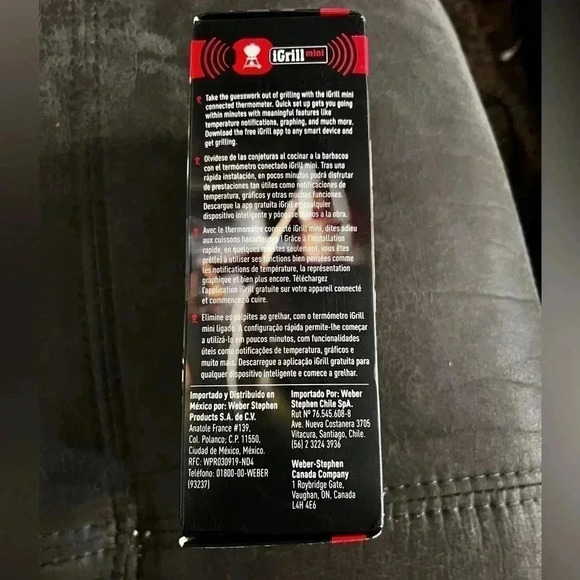 iGrill mini
Take the guesswork out of grilling with the iGrill mini
connected thermometer. Quick set up gets you going
within minutes with meaningful features like
temperature notifications, graphing, and much more.
Download the free iGrill app to any smart device and
get grilling.
Olvídese de las conjeturas al cocinar a la barbacoa
con el termómetro conectado iGrill mini. Tras una
rápida instalación, en pocos minutos podrá disfrutar
de prestaciones tan útiles como notificaciones de
temperatura, gráficos y otras muchas funciones.
Descargue la app gratuita iGrill en cualquier
dispositivo inteligente y póngase manos a la obra.
Avec le thermomètre connecté iGrill mini, dites adieu
aux cuissons hasardeuses ! Grâce à l'installation
rapide, en quelques minutes seulement, vous êtes
prêt(e) à utiliser ses fonctions bien pensées comme
les notifications de température, la représentation
graphique et bien plus encore. Téléchargez
l'application iGrill gratuite sur votre appareil connecté
et commencez à cuire.
Elimine os palpites ao grelhar, com o termómetro iGrill
mini ligado. A configuração rápida permite-lhe começar
a utilizá-lo em poucos minutos, com funcionalidades
úteis como notificações de temperatura, gráficos e
muito mais. Descarregue a aplicação iGrill gratuita para
qualquer dispositivo inteligente e comece a grelhar.
Importado y Distribuido en
México por: Weber Stephen
Products S.A. de C.V.
Anatole France #139,
Col. Polanco; C.P. 11550,
Ciudad de México, México.
RFC: WPR030919-ND4
Teléfono: 01800-00-WEBER
(93237)
Importado Por: Weber
Stephen Chile SpA.
Rut Nº 76.545.608-8
Ave. Nueva Costanera 3705
Vitacura, Santiago, Chile.
(56) 2 3224 3936
Weber-Stephen
Canada Company
1 Roybridge Gate,
Vaughan, ON, Canada
L4H 4E6